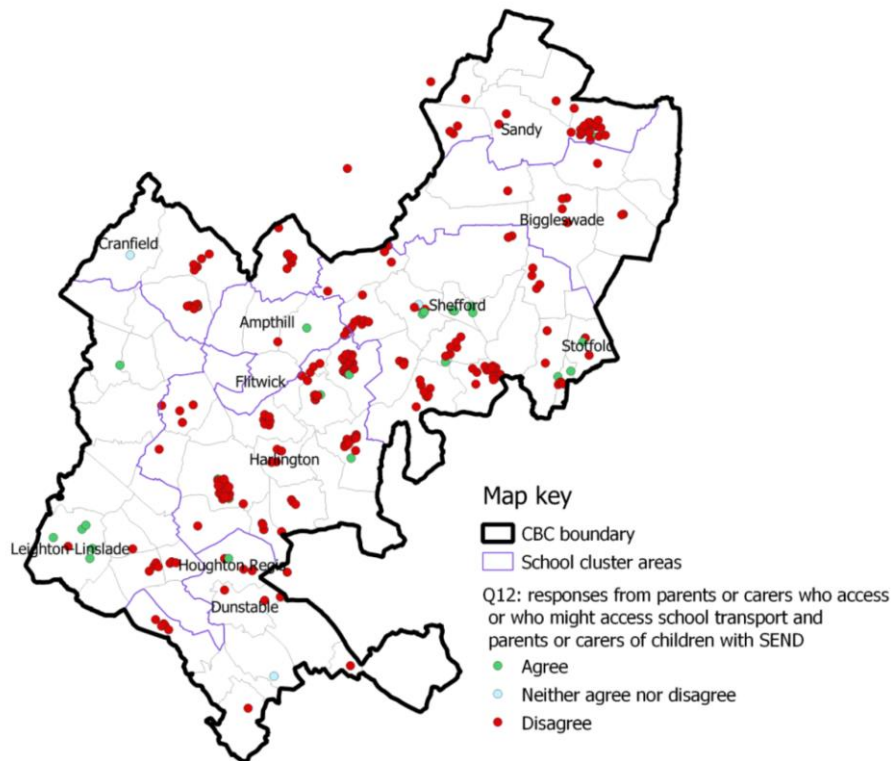 Sandy
Biggleswade
Cranfield
Shefford
Ampthill
Stotfold
Flitwick
Harlington
Leighton Linslade
Houghton Regis
Dunstable
Map key
CBC boundary
School cluster areas
Q12: responses from parents or carers who access
or who might access school transport and
parents or carers of children with SEND
Agree
Neither agree nor disagree
Disagree